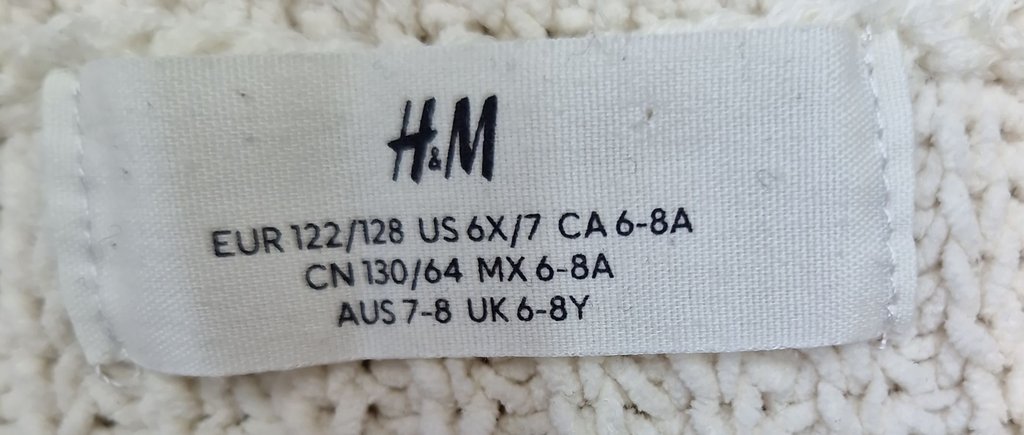 H&M
EUR 122/128 US 6X/7 CA 6-8A
CN 130/64 MX 6-8A
AUS 7-8 UK 6-8Y